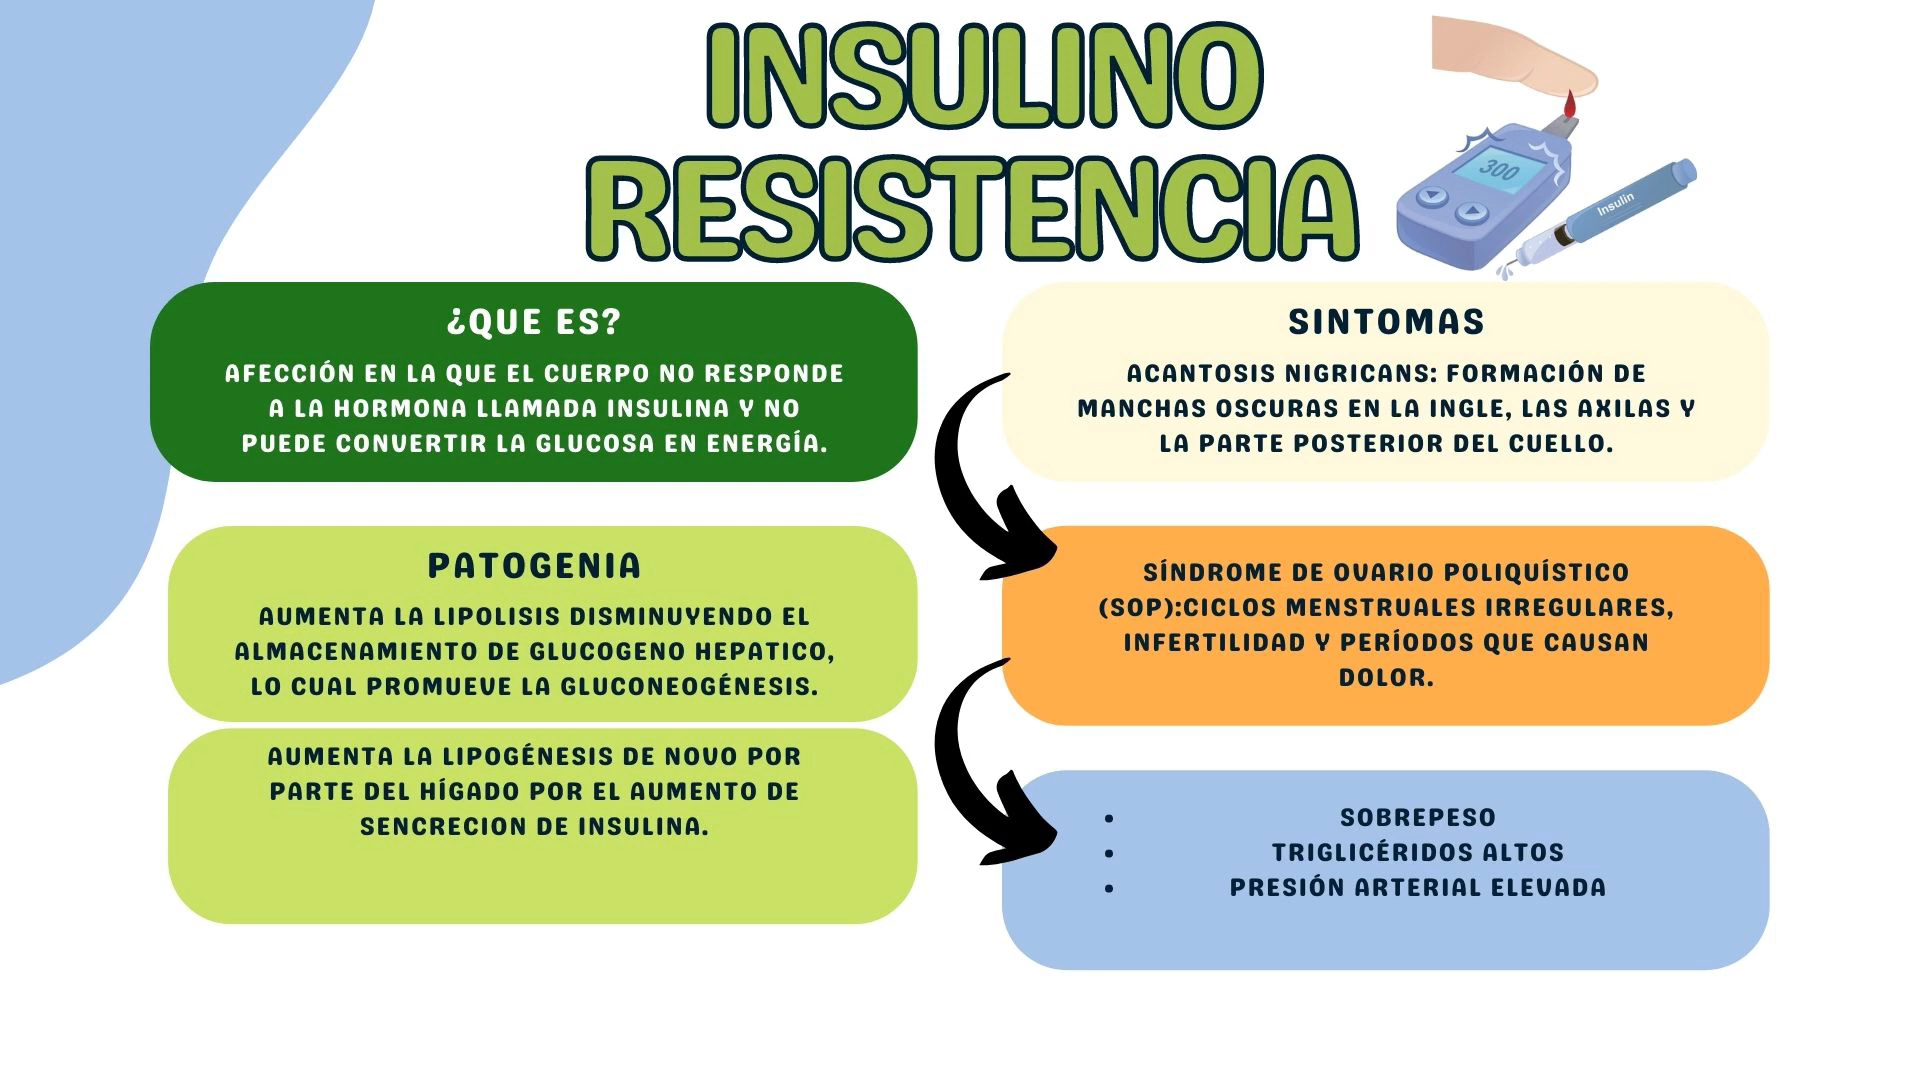 INSULINO
RESISTENCIA
300
Insulin
¿QUE ES?
AFECCIÓN EN LA QUE EL CUERPO NO RESPONDE
A LA HORMONA LLAMADA INSULINA Y NO
PUEDE CONVERTIR LA GLUCOSA EN ENERGÍA.
PATOGENIA
AUMENTA LA LIPOLISIS DISMINUYENDO EL
ALMACENAMIENTO DE GLUCOGENO HEPATICO,
LO CUAL PROMUEVE LA GLUCONEOGÉNESIS.
AUMENTA LA LIPOGÉNESIS DE NOVO POR
PARTE DEL HÍGADO POR EL AUMENTO DE
SENCRECION DE INSULINA.
SINTOMAS
ACANTOSIS NIGRICANS: FORMACIÓN DE
MANCHAS OSCURAS EN LA INGLE, LAS AXILAS Y
LA PARTE POSTERIOR DEL CUELLO.
SÍNDROME DE OVARIO POLIQUÍSTICO
(SOP):CICLOS MENSTRUALES IRREGULARES,
INFERTILIDAD Y PERÍODOS QUE CAUSAN
DOLOR.
• SOBREPESO
• TRIGLICÉRIDOS ALTOS
• PRESIÓN ARTERIAL ELEVADA